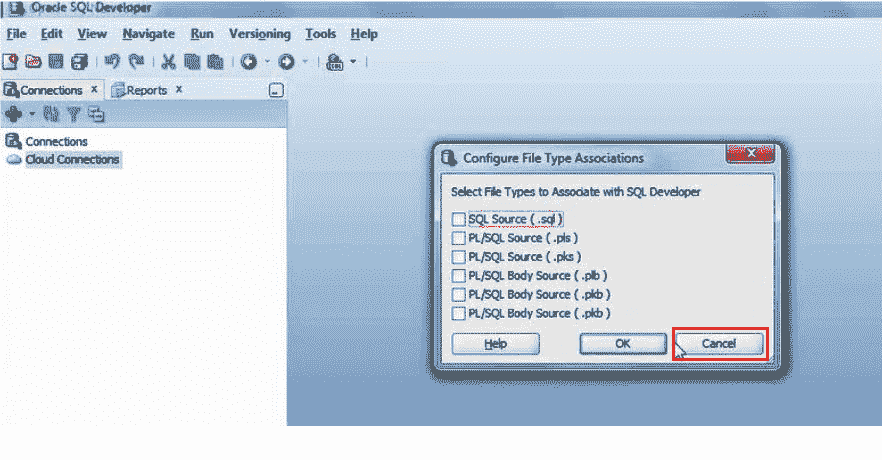 Oracle SQL Developer
File Edit View Navigate Run Versioning Tools Help
Connections x Reports x
Connections
Cloud Connections
Configure File Type Associations
Select File Types to Associate with SQL Developer
SQL Source ( .sql )
PL/SQL Source ( .pls )
PL/SQL Source ( .pks )
PL/SQL Body Source ( .plb )
PL/SQL Body Source ( .pkb )
PL/SQL Body Source ( .pkb )
Help OK Cancel